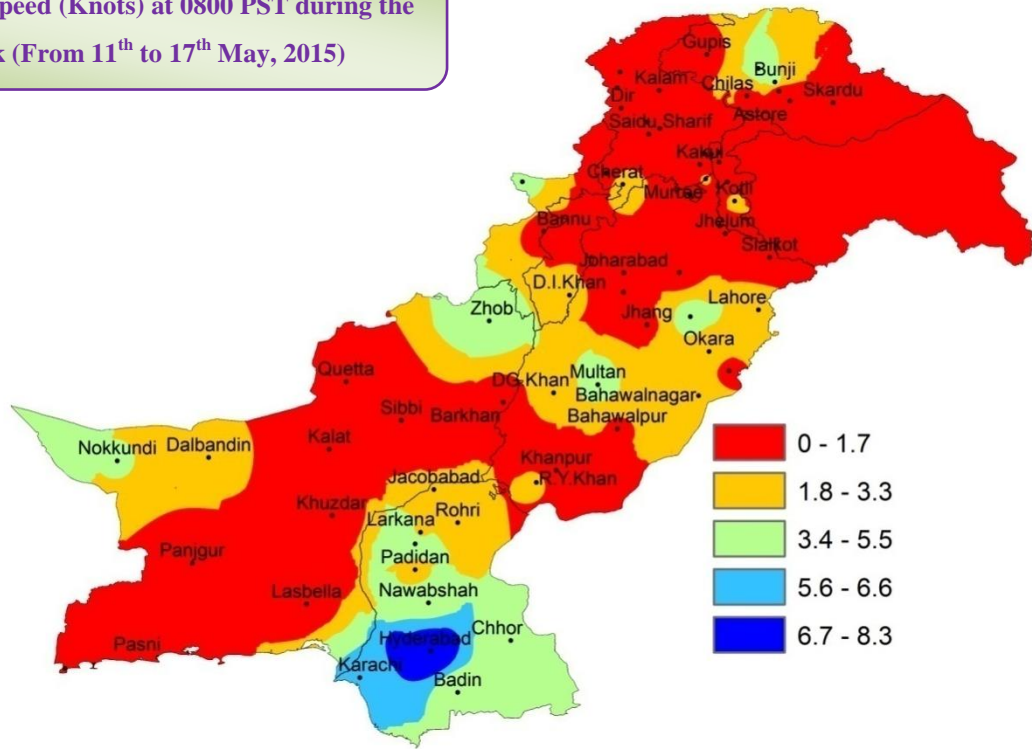 peed (Knots) at 0800 PST during the
k (From 11th to 17th May, 2015)
Gupis
Bunji
Kalam
Chilas
Skardu
Dir
Astore
Saidu Sharif
Kakul
Cherat
Kotli
Bannu
Jhelum
Sialkot
Joharabad
D.I.Khan
Lahore
Zhob
Jhang
Okara
Quetta
DG Khan
Multan
Bahawalnagar
Sibbi
Barkhan
Bahawalpur
Kalat
Nokkundi
Dalbandin
Khanpur
R.Y.Khan
Jacobabad
Khuzdar
Larkana
Rohri
Panjgur
Padidan
Lasbella
Nawabshah
Pasni
Hyderabad
Chhor
Karachi
Badin
0 - 1.7
1.8 - 3.3
3.4 - 5.5
5.6 - 6.6
6.7 - 8.3